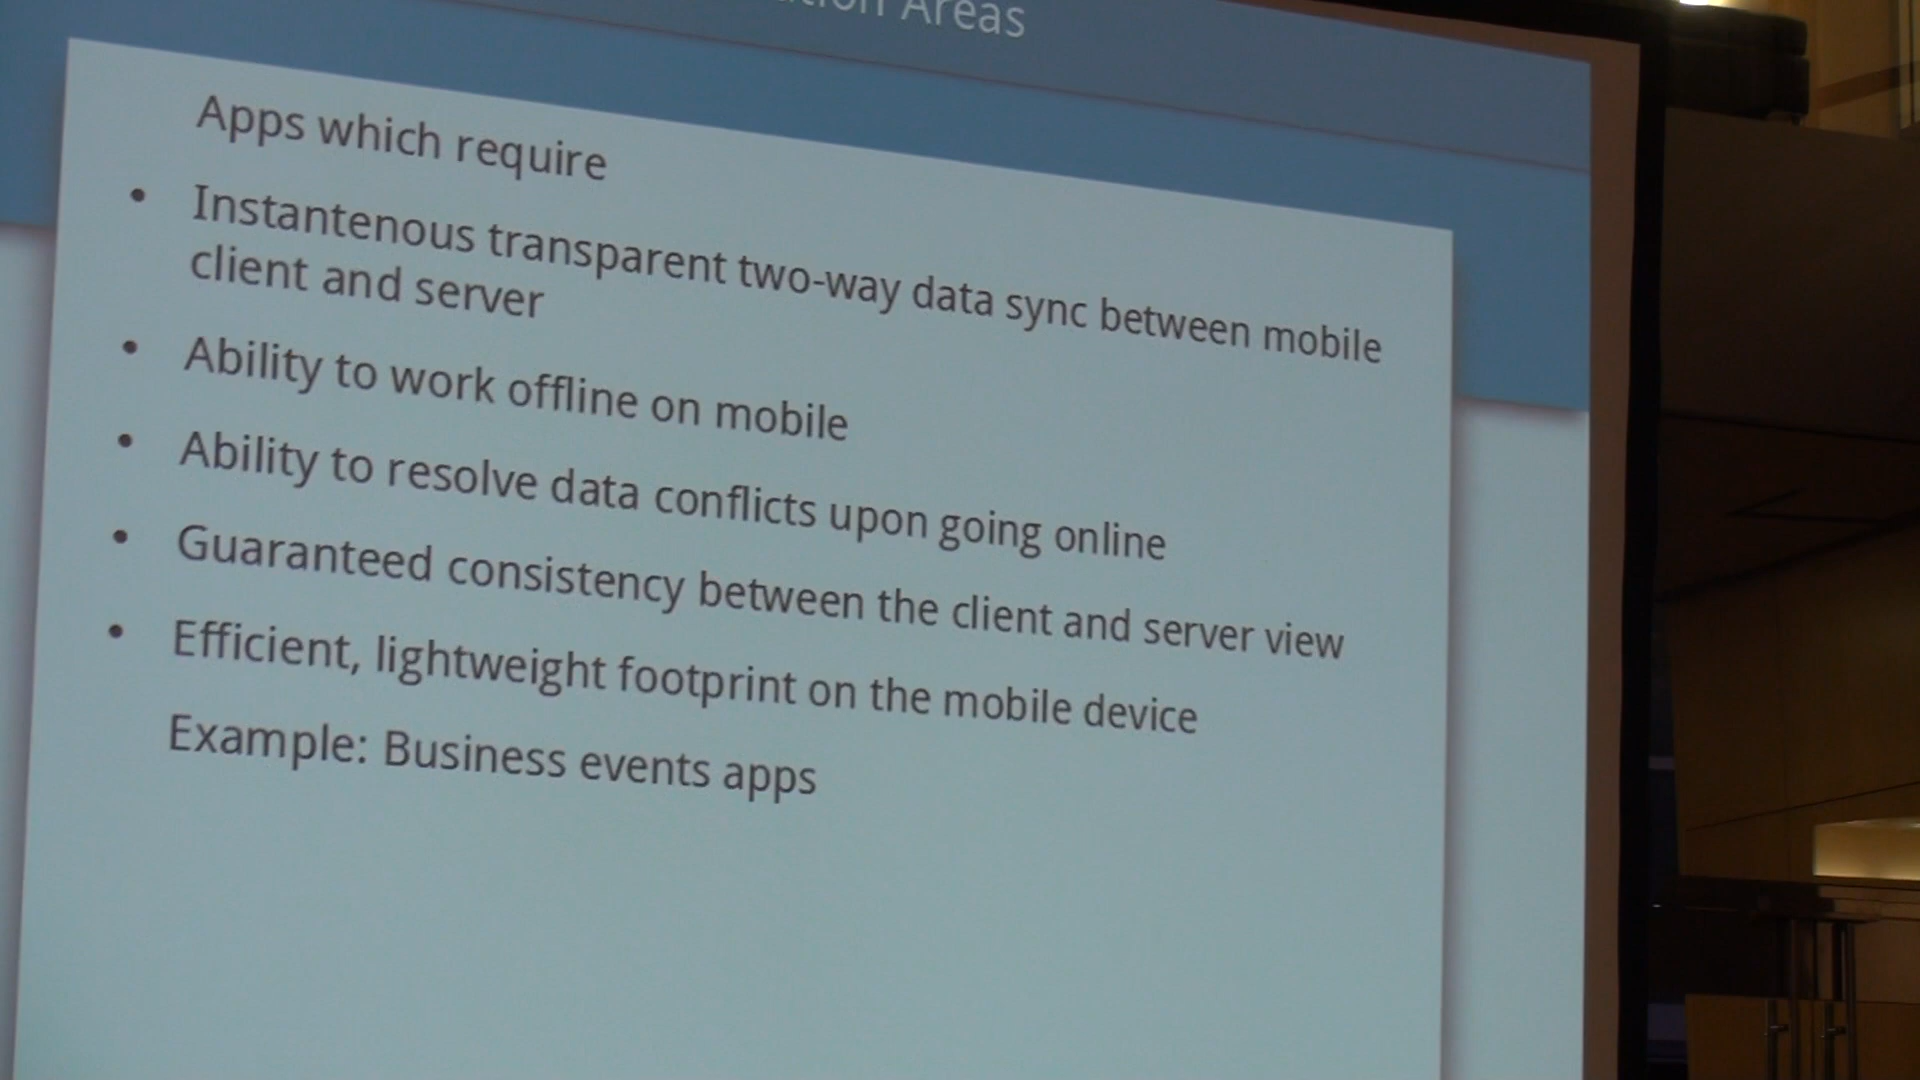 Areas
Apps which require
• Instantenous transparent two-way data sync between mobile
client and server
• Ability to work offline on mobile
• Ability to resolve data conflicts upon going online
• Guaranteed consistency between the client and server view
• Efficient, lightweight footprint on the mobile device
Example: Business events apps